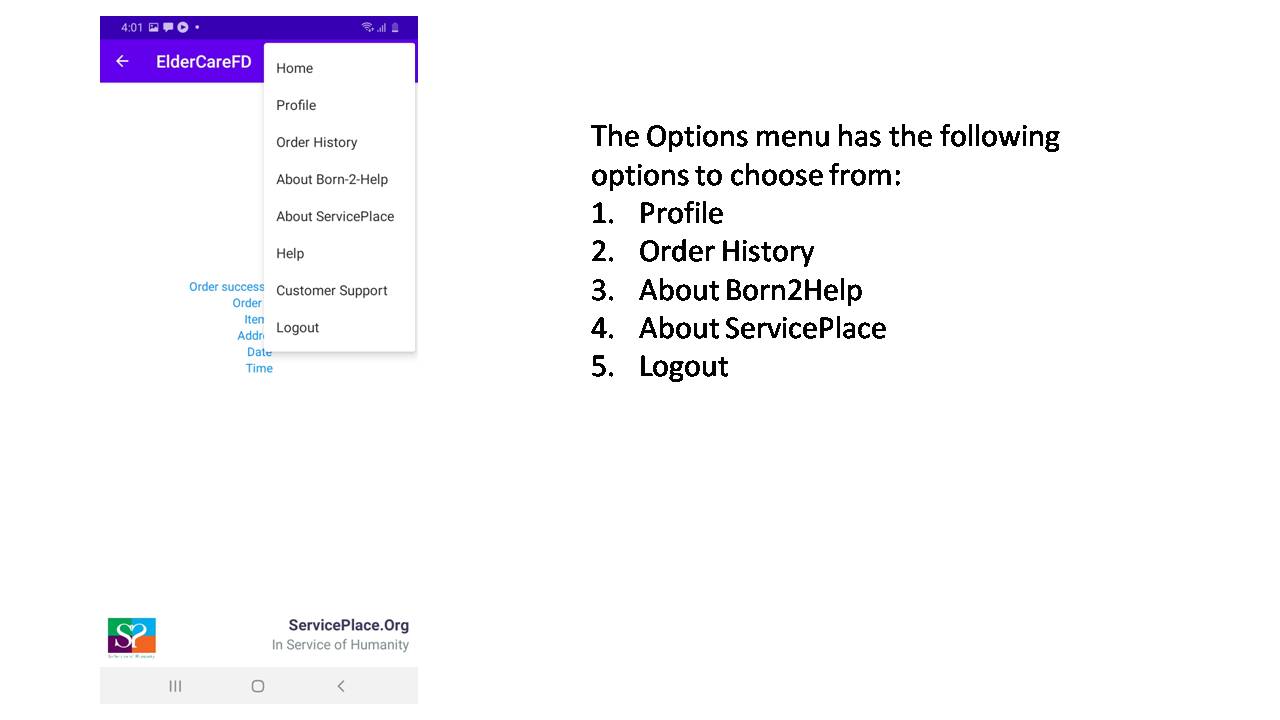 4:01
ElderCareFD
Home
Profile
Order History
About Born-2-Help
About ServicePlace
Help
Customer Support
Logout
Order success
Order
Item
Addre
Date
Time
ServicePlace.Org
In Service of Humanity
SP
The Options menu has the following
options to choose from:
1. Profile
2. Order History
3. About Born2Help
4. About ServicePlace
5. Logout